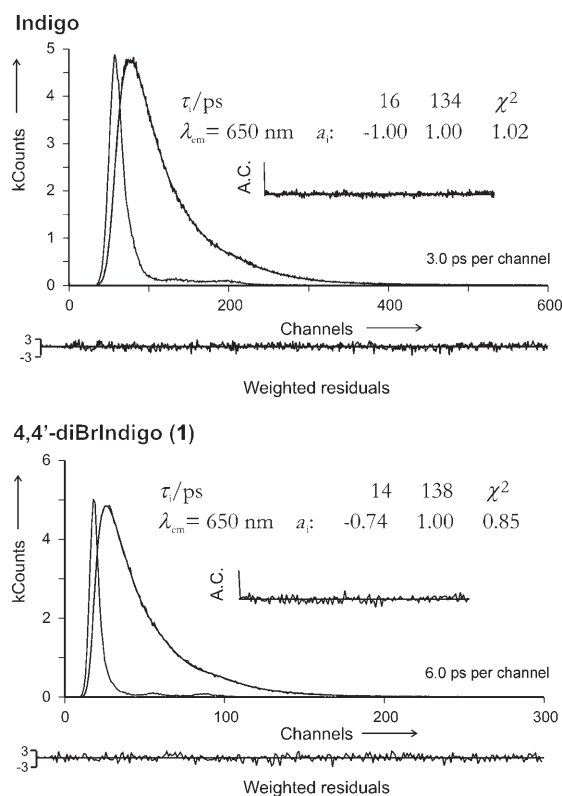 Indigo
5
4
3
2
1
0
kCounts
τi/ps 16 134 χ2
λem= 650 nm ai: -1.00 1.00 1.02
A.C.
3.0 ps per channel
0 200 400 600
Channels
3
-3
Weighted residuals
4,4'-diBrIndigo (1)
6
4
2
0
kCounts
τi/ps 14 138 χ2
λem= 650 nm ai: -0.74 1.00 0.85
A.C.
6.0 ps per channel
0 100 200 300
Channels
3
-3
Weighted residuals